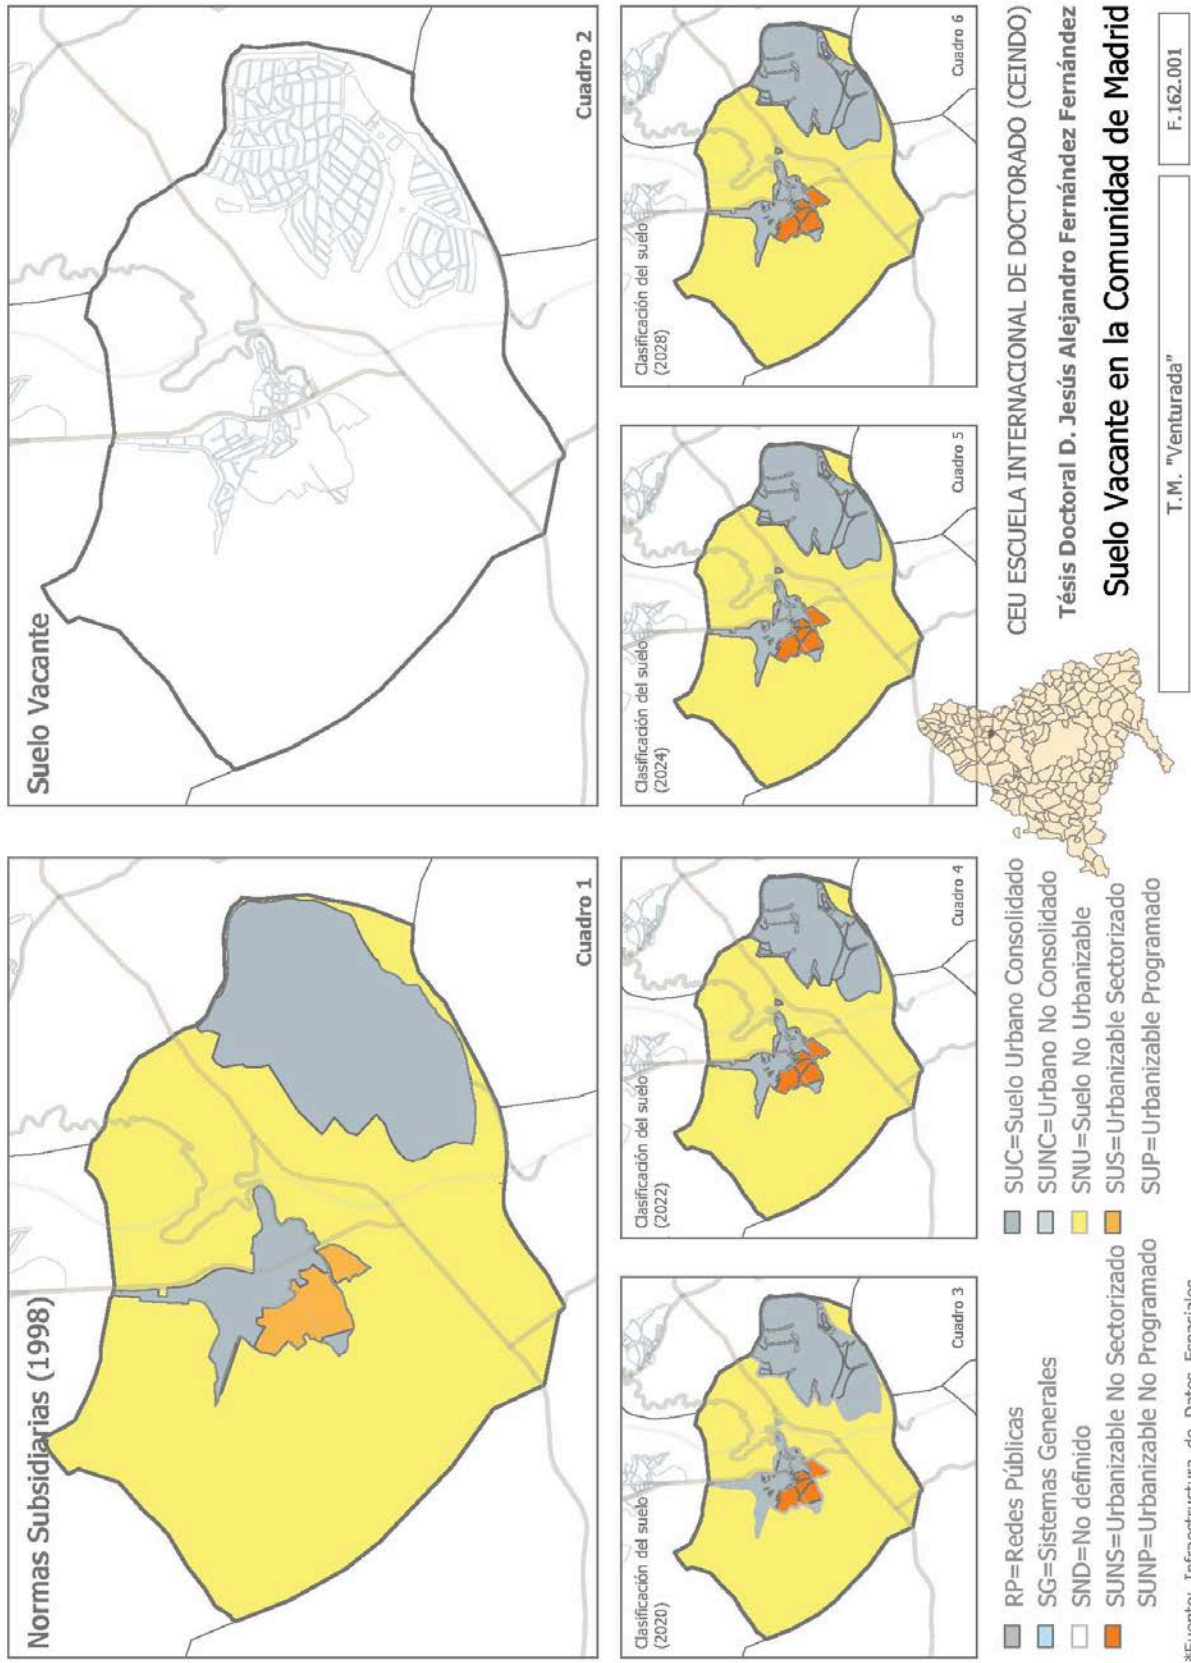 Normas Subsidiarias (1998)
Cuadro 1
Suelo Vacante
Cuadro 2
Clasificación del suelo
(2020)
Cuadro 3
Clasificación del suelo
(2022)
Cuadro 4
Clasificación del suelo
(2024)
Cuadro 5
Clasificación del suelo
(2028)
Cuadro 6
RP=Redes Públicas
SG=Sistemas Generales
SND=No definido
SUNS=Urbanizable No Sectorizado
SUNP=Urbanizable No Programado
SUC=Suelo Urbano Consolidado
SUNC=Urbano No Consolidado
SNU=Suelo No Urbanizable
SUS=Urbanizable Sectorizado
SUP=Urbanizable Programado
CEU ESCUELA INTERNACIONAL DE DOCTORADO (CEINDO)
Tésis Doctoral D. Jesús Alejandro Fernández Fernández
Suelo Vacante en la Comunidad de Madrid
T.M. "Venturada"
F.162.001